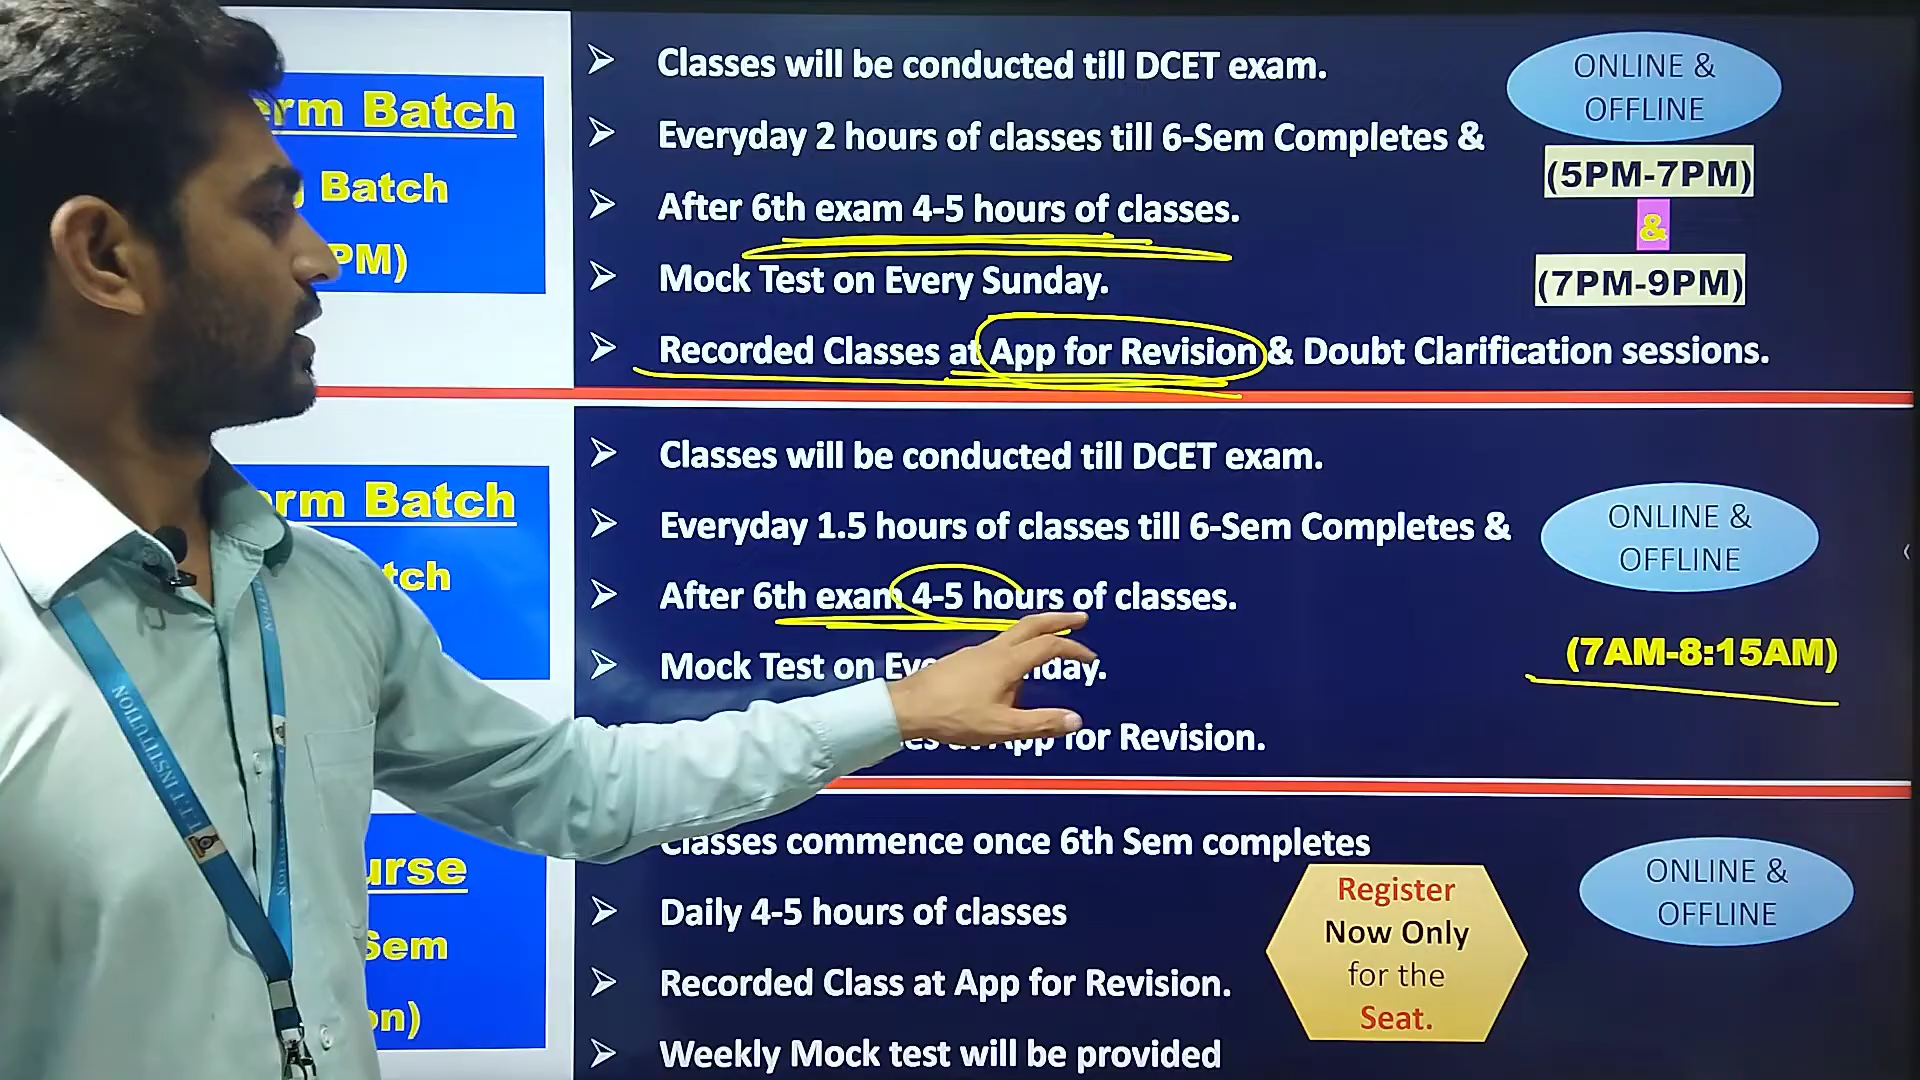 Batch
Batch
PM)
Classes will be conducted till DCET exam.
Everyday 2 hours of classes till 6-Sem Completes &
After 6th exam 4-5 hours of classes.
Mock Test on Every Sunday.
Recorded Classes at App for Revision & Doubt Clarification sessions.
ONLINE &
OFFLINE
(5PM-7PM)
&
(7PM-9PM)
Batch
Classes will be conducted till DCET exam.
Everyday 1.5 hours of classes till 6-Sem Completes &
After 6th exam 4-5 hours of classes.
Mock Test on
App for Revision.
ONLINE &
OFFLINE
(7AM-8:15AM)
Sem
Classes commence once 6th Sem completes
Daily 4-5 hours of classes
Recorded Class at App for Revision.
Weekly Mock test will be provided
Register
Now Only
for the
Seat.
ONLINE &
OFFLINE
INSTITUTION